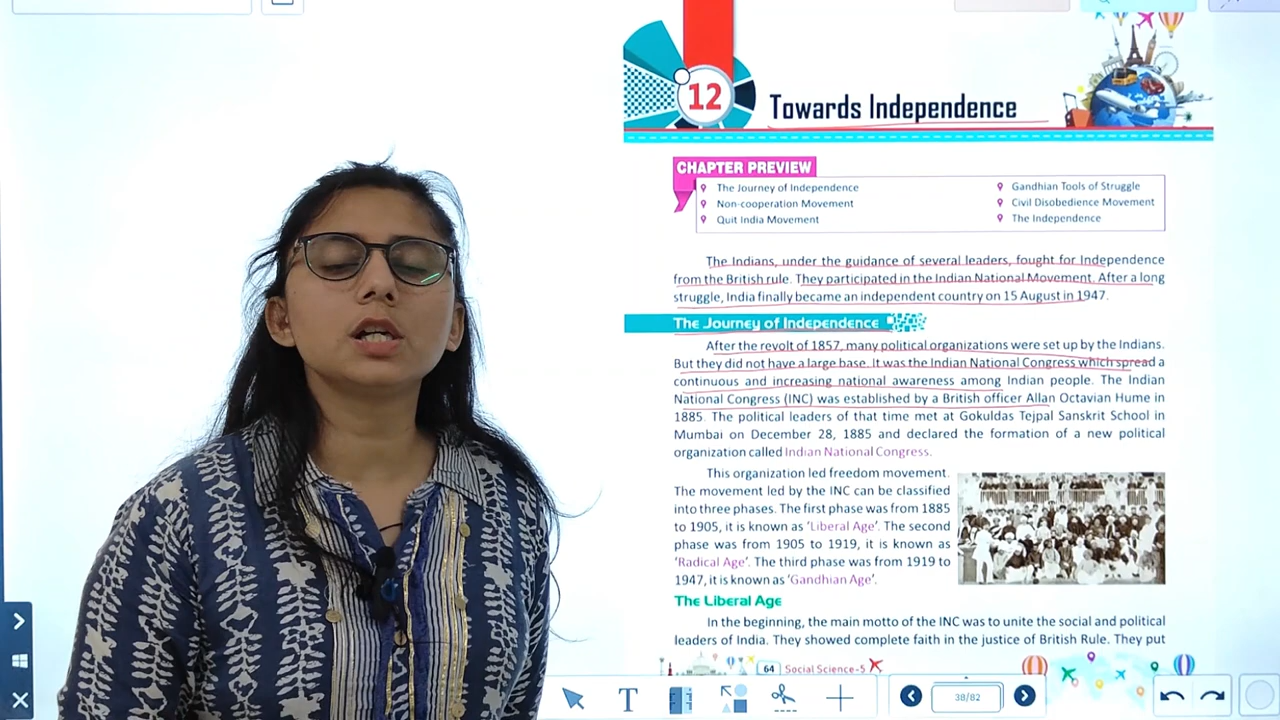 12
Towards Independence
CHAPTER PREVIEW
The Journey of Independence
Non-cooperation Movement
Quit India Movement
Gandhian Tools of Struggle
Civil Disobedience Movement
The Independence
The Indians, under the guidance of several leaders, fought for Independence
from the British rule. They participated in the Indian National Movement. After a long
struggle, India finally became an independent country on 15 August in 1947.
The Journey of Independence
After the revolt of 1857, many political organizations were set up by the Indians.
But they did not have a large base. It was the Indian National Congress which spread a
continuous and increasing national awareness among Indian people. The Indian
National Congress (INC) was established by a British officer Allan Octavian Hume in
1885. The political leaders of that time met at Gokuldas Tejpal Sanskrit School in
Mumbai on December 28, 1885 and declared the formation of a new political
organization called Indian National Congress.
This organization led freedom movement.
The movement led by the INC can be classified
into three phases. The first phase was from 1885
to 1905, it is known as 'Liberal Age'. The second
phase was from 1905 to 1919, it is known as
'Radical Age'. The third phase was from 1919 to
1947, it is known as 'Gandhian Age'.
The Liberal Age
In the beginning, the main motto of the INC was to unite the social and political
leaders of India. They showed complete faith in the justice of British Rule. They put
64 Social Science-5
T
38/82